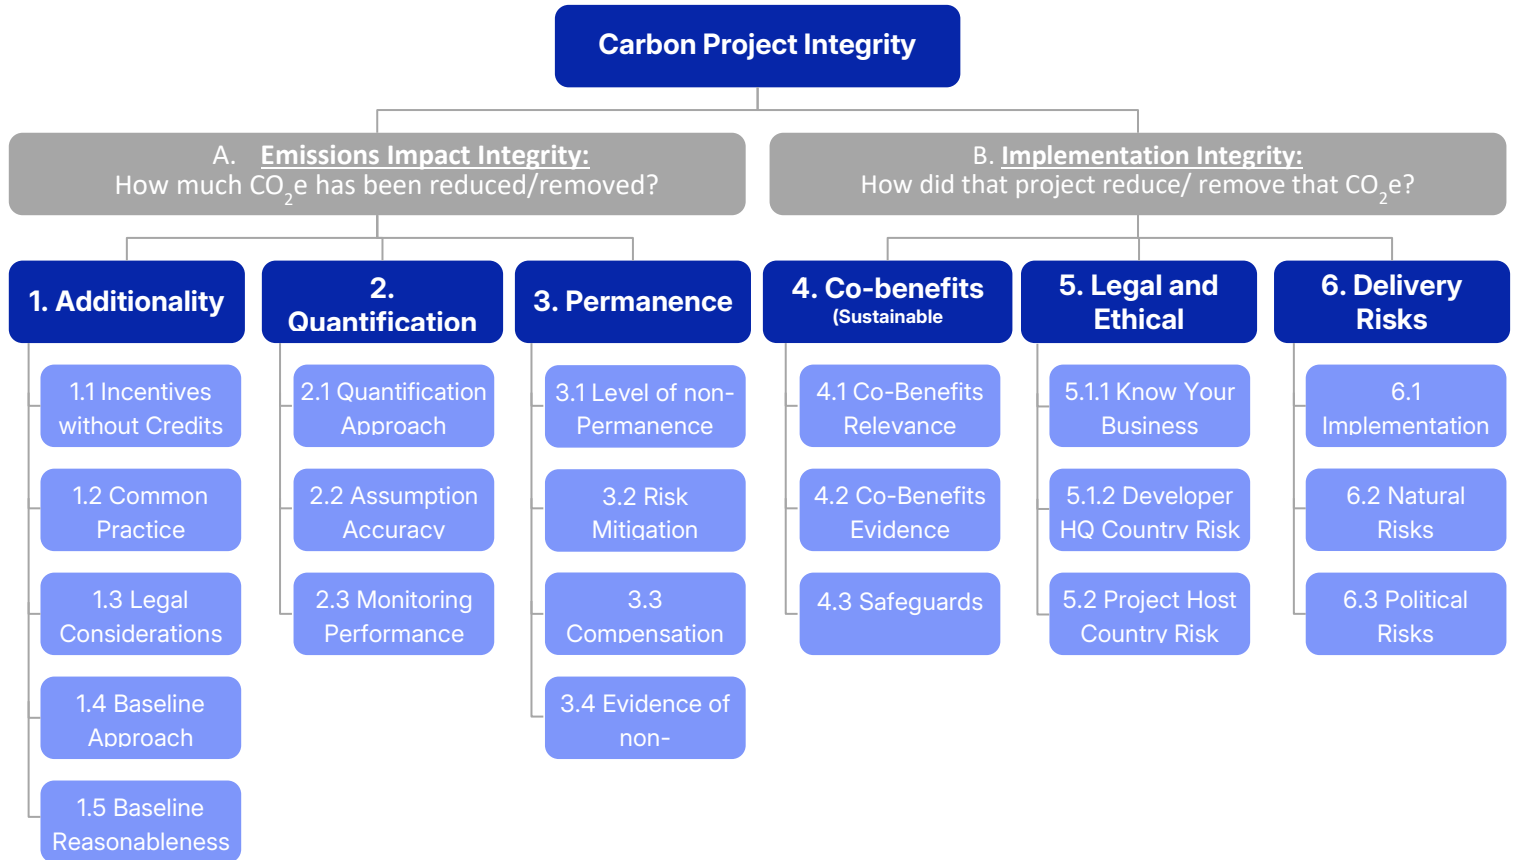 Carbon Project Integrity
A. Emissions Impact Integrity:
How much CO₂e has been reduced/removed?
B. Implementation Integrity:
How did that project reduce/ remove that CO₂e?
1. Additionality
2.
Quantification
3. Permanence
4. Co-benefits
(Sustainable
5. Legal and
Ethical
6. Delivery
Risks
1.1 Incentives
without Credits
1.2 Common
Practice
1.3 Legal
Considerations
1.4 Baseline
Approach
1.5 Baseline
Reasonableness
2.1 Quantification
Approach
2.2 Assumption
Accuracy
2.3 Monitoring
Performance
3.1 Level of non-
Permanence
3.2 Risk
Mitigation
3.3
Compensation
3.4 Evidence of
non-
4.1 Co-Benefits
Relevance
4.2 Co-Benefits
Evidence
4.3 Safeguards
5.1.1 Know Your
Business
5.1.2 Developer
HQ Country Risk
5.2 Project Host
Country Risk
6.1
Implementation
6.2 Natural
Risks
6.3 Political
Risks